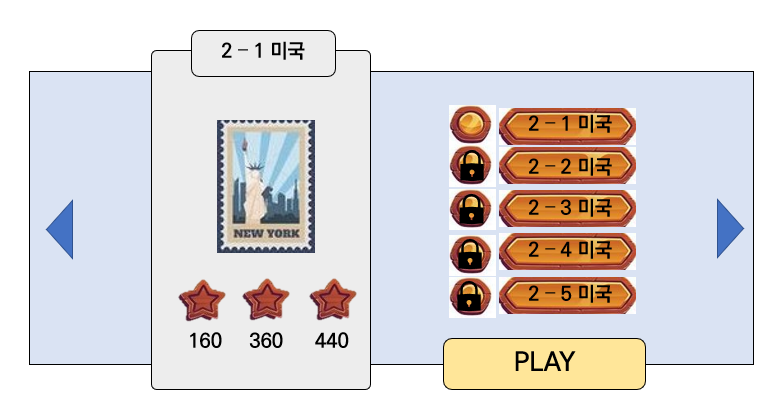 2 – 1 미국
NEW YORK
160 360 440
2 – 1 미국
2 – 2 미국
2 – 3 미국
2 – 4 미국
2 – 5 미국
PLAY